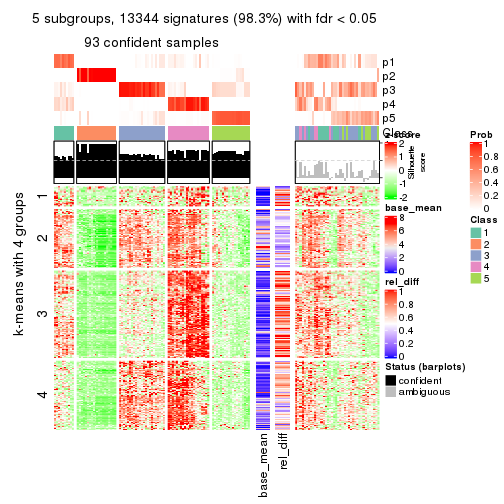 5 subgroups, 13344 signatures (98.3%) with fdr < 0.05
93 confident samples
p1
p2
p3
p4
p5
Class
Silhouette
score
k-means with 4 groups
1
2
3
4
base_mean
rel_diff
z-score
2
1
0
-1
-2
base_mean
8
6
4
2
0
rel_diff
1
0.8
0.6
0.4
0.2
0
Status (barplots)
confident
ambiguous
Prob
1
0.8
0.6
0.4
0.2
0
Class
1
2
3
4
5